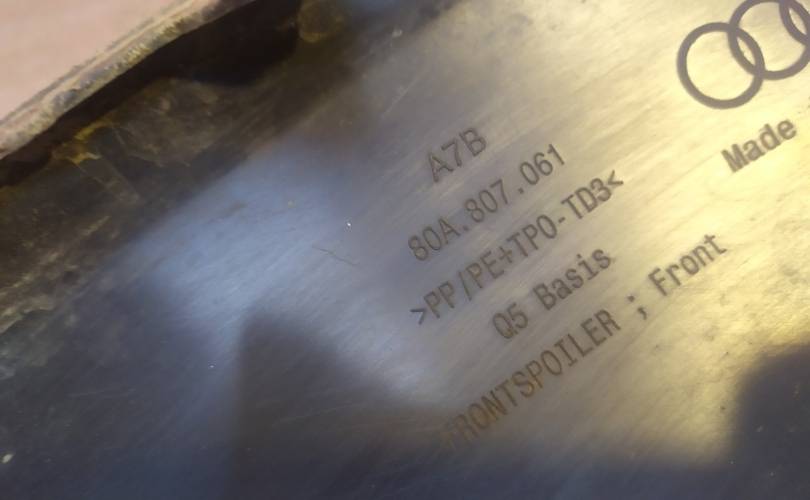 A7B
80A.807.061
>PP/PE+TPO-TD3<
Q5 Basis
FRONTSPOILER ; Front
Made